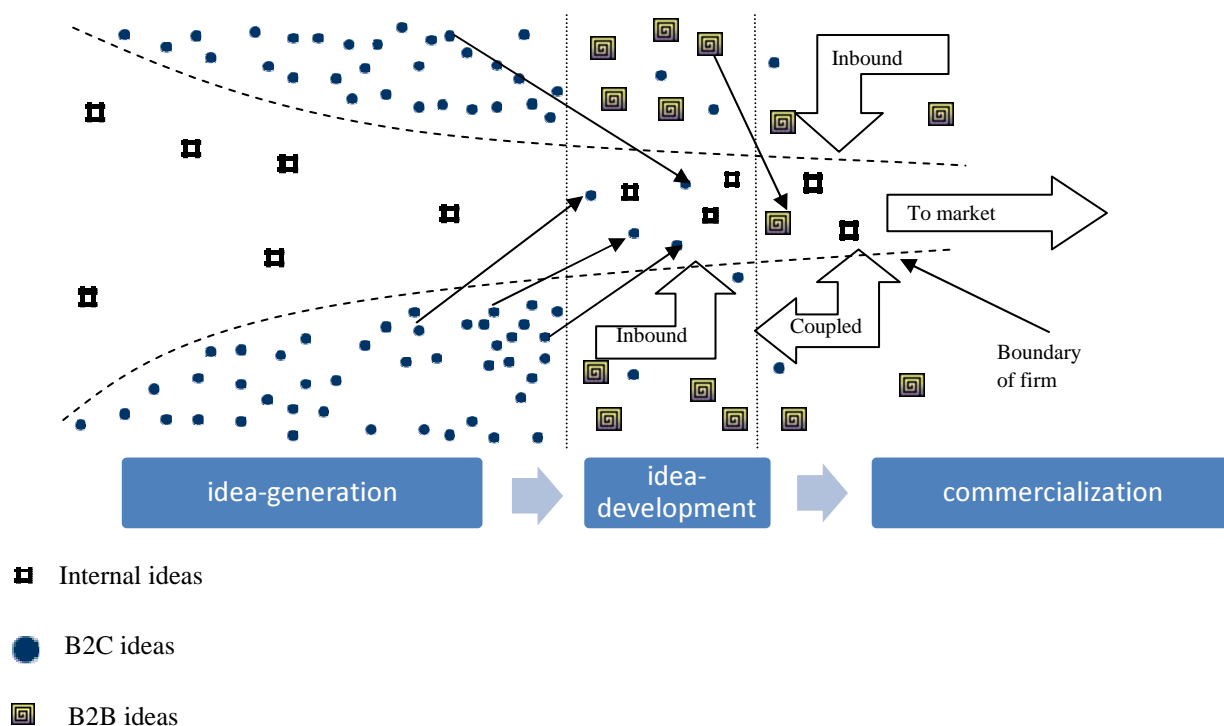 Inbound
To market
Inbound
Coupled
Boundary
of firm
idea-generation
idea-
development
commercialization
Internal ideas
B2C ideas
B2B ideas